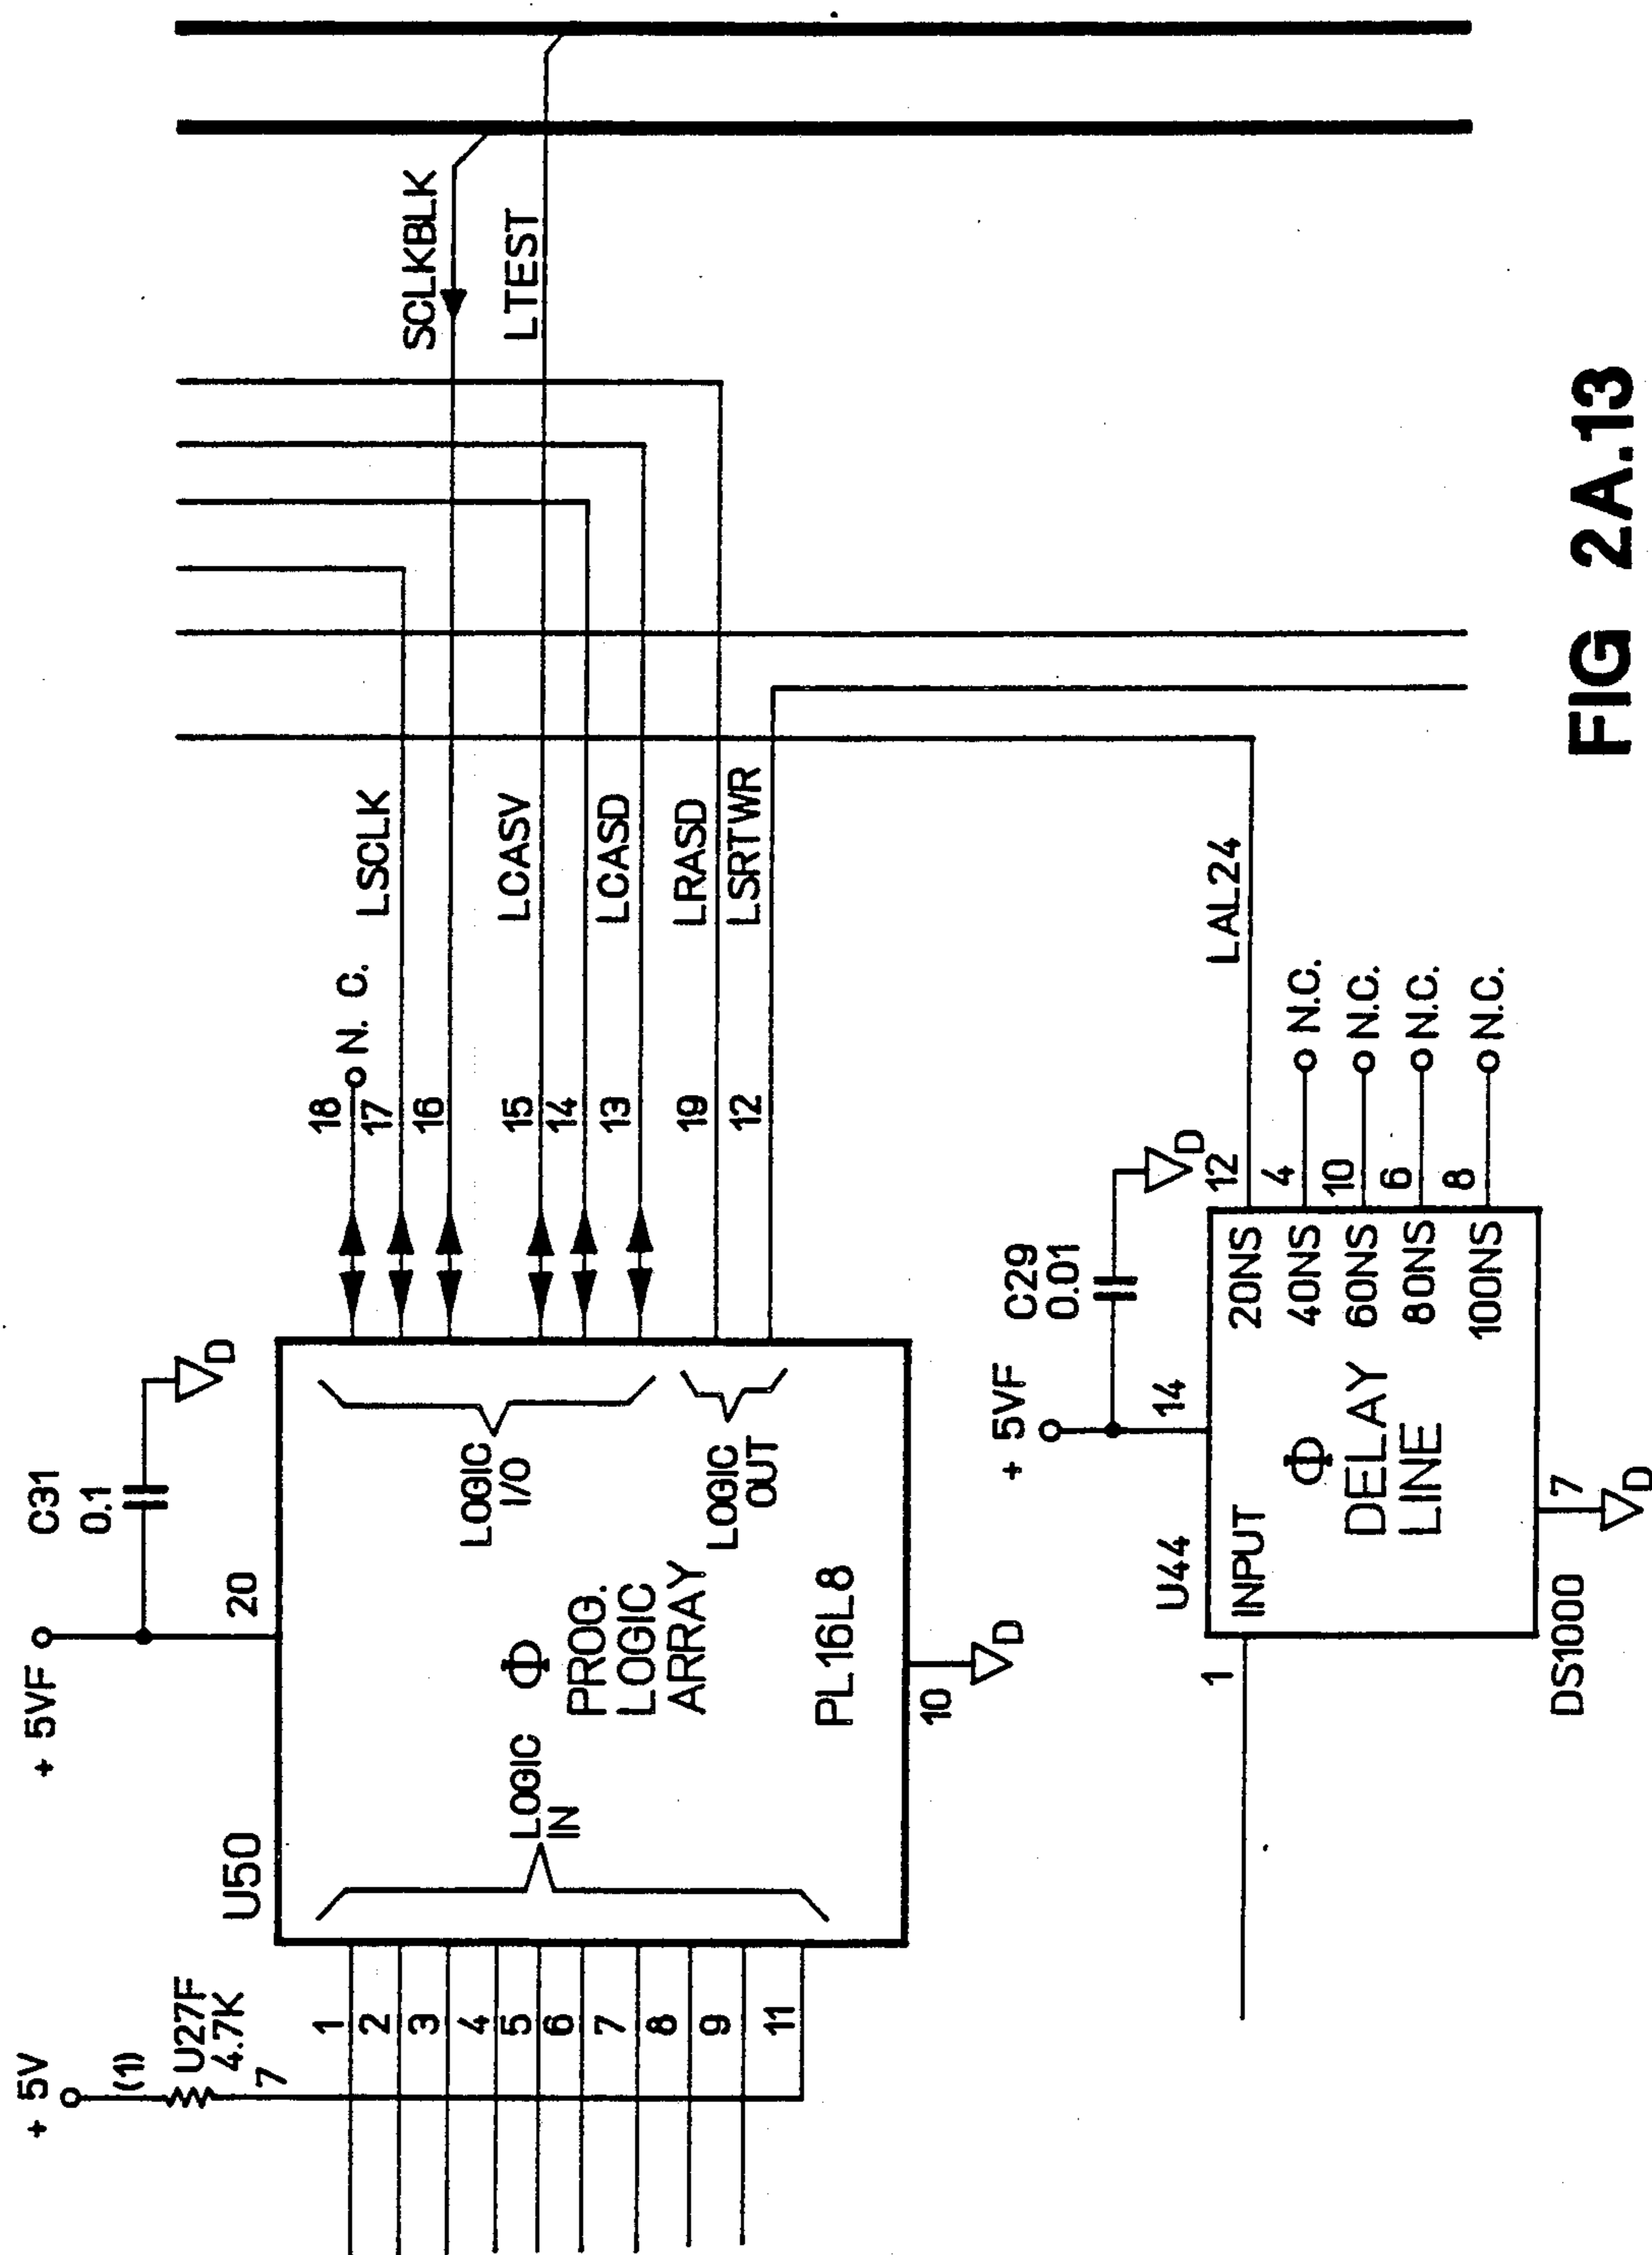 + 5V
(1)
U27F
4.7K
7
+ 5VF
C31
0.1
D
20
U50
1
2
3
4
5
6
7
8
9
11
LOGIC
IN
Φ
PROG.
LOGIC
ARRAY
PL16L8
LOGIC
I/O
LOGIC
OUT
10
D
18
N. C.
17
LSCLK
16
SCLKBLK
15
LCASV
LTEST
14
13
LCASD
19
LRASD
12
LSRTWR
+ 5VF
C29
0.01
D
14
U44
1
INPUT
Φ
DELAY
LINE
20NS
40NS
60NS
80NS
100NS
12
LAL24
4
N.C.
10
N.C.
6
N.C.
8
N.C.
DS1000
7
D
FIG 2A.13